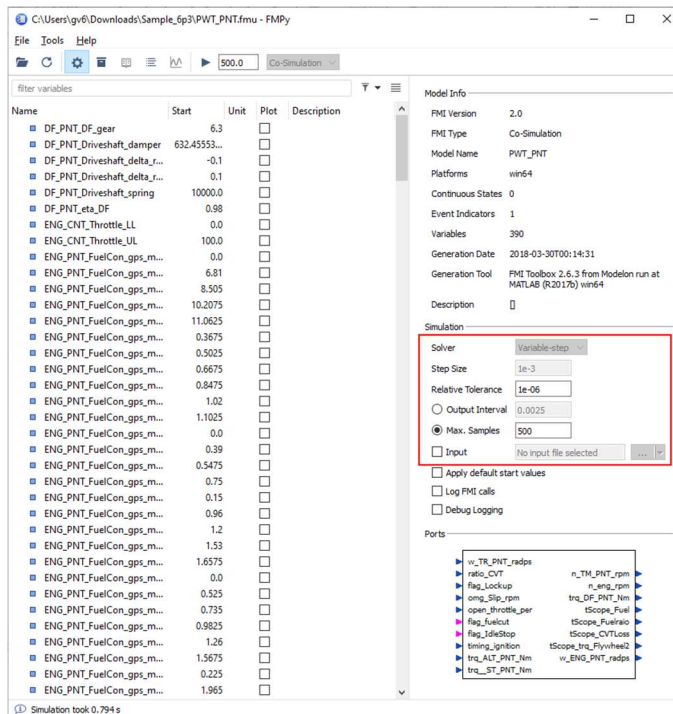 C:\Users\gv6\Downloads\Sample_6p3\PWT_PNT.fmu - FMPy
File Tools Help
500.0 Co-Simulation
filter variables
Name Start Unit Plot Description
DF_PNT_DF_gear 6.3
DF_PNT_Driveshaft_damper 632.45553...
DF_PNT_Driveshaft_delta_r... -0.1
DF_PNT_Driveshaft_delta_r... 0.1
DF_PNT_Driveshaft_spring 10000.0
DF_PNT_eta_DF 0.98
ENG_CNT_Throttle_LL 0.0
ENG_CNT_Throttle_UL 100.0
ENG_PNT_FuelCon_gps_m... 0.0
ENG_PNT_FuelCon_gps_m... 6.81
ENG_PNT_FuelCon_gps_m... 8.505
ENG_PNT_FuelCon_gps_m... 10.2075
ENG_PNT_FuelCon_gps_m... 11.0625
ENG_PNT_FuelCon_gps_m... 0.3675
ENG_PNT_FuelCon_gps_m... 0.5025
ENG_PNT_FuelCon_gps_m... 0.6675
ENG_PNT_FuelCon_gps_m... 0.8475
ENG_PNT_FuelCon_gps_m... 1.02
ENG_PNT_FuelCon_gps_m... 1.1025
ENG_PNT_FuelCon_gps_m... 0.0
ENG_PNT_FuelCon_gps_m... 0.39
ENG_PNT_FuelCon_gps_m... 0.5475
ENG_PNT_FuelCon_gps_m... 0.75
ENG_PNT_FuelCon_gps_m... 0.15
ENG_PNT_FuelCon_gps_m... 0.96
ENG_PNT_FuelCon_gps_m... 1.2
ENG_PNT_FuelCon_gps_m... 1.53
ENG_PNT_FuelCon_gps_m... 1.6575
ENG_PNT_FuelCon_gps_m... 0.0
ENG_PNT_FuelCon_gps_m... 0.525
ENG_PNT_FuelCon_gps_m... 0.735
ENG_PNT_FuelCon_gps_m... 0.9825
ENG_PNT_FuelCon_gps_m... 1.26
ENG_PNT_FuelCon_gps_m... 1.5675
ENG_PNT_FuelCon_gps_m... 0.225
ENG_PNT_FuelCon_gps_m... 1.965
Model Info
FMI Version 2.0
FMI Type Co-Simulation
Model Name PWT_PNT
Platforms win64
Continuous States 0
Event Indicators 1
Variables 390
Generation Date 2018-03-30T00:14:31
Generation Tool FMI Toolbox 2.6.3 from Modelon run at
MATLAB (R2017b) win64
Description []
Simulation
Solver Variable-step
Step Size 1e-3
Relative Tolerance 1e-06
Output Interval 0.0025
Max. Samples 500
Input No input file selected ...
Apply default start values
Log FMI calls
Debug Logging
Ports
w_TR_PNT_radps
ratio_CVT n_TM_PNT_rpm
flag_Lockup n_eng_rpm
omg_Slip_rpm trq_DF_PNT_Nm
open_throttle_per tScope_Fuel
flag_fuelcut tScope_Fuelraio
flag_IdleStop tScope_CVTLoss
timing_ignition tScope_trq_Flywheel2
trq_ALT_PNT_Nm w_ENG_PNT_radps
trq__ST_PNT_Nm
Simulation took 0.794 s